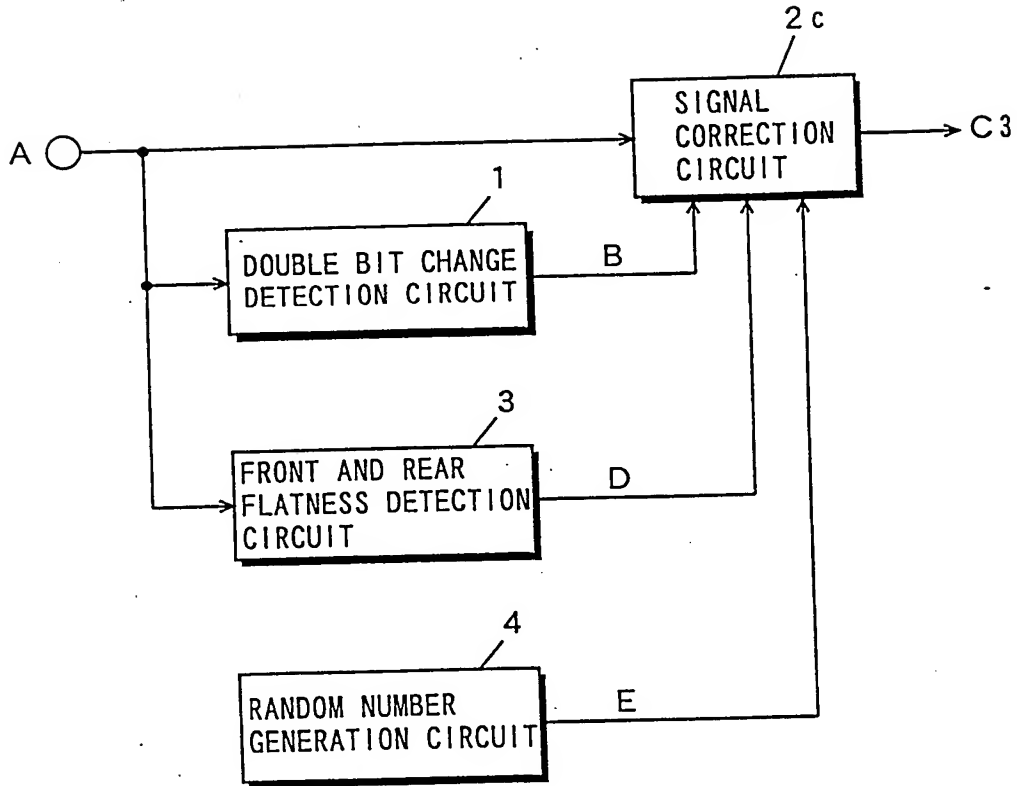 2c
SIGNAL
CORRECTION
CIRCUIT
A
C3
1
DOUBLE BIT CHANGE
DETECTION CIRCUIT
B
3
FRONT AND REAR
FLATNESS DETECTION
CIRCUIT
D
4
RANDOM NUMBER
GENERATION CIRCUIT
E